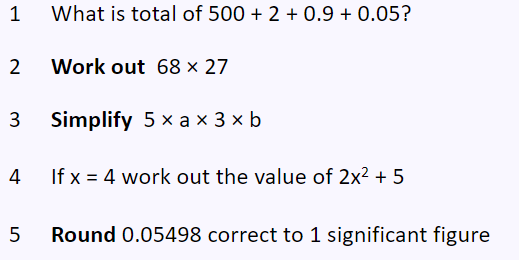 1 What is total of 500 + 2 + 0.9 + 0.05?
2 Work out 68 × 27
3 Simplify 5 × a × 3 × b
4 If x = 4 work out the value of 2x² + 5
5 Round 0.05498 correct to 1 significant figure